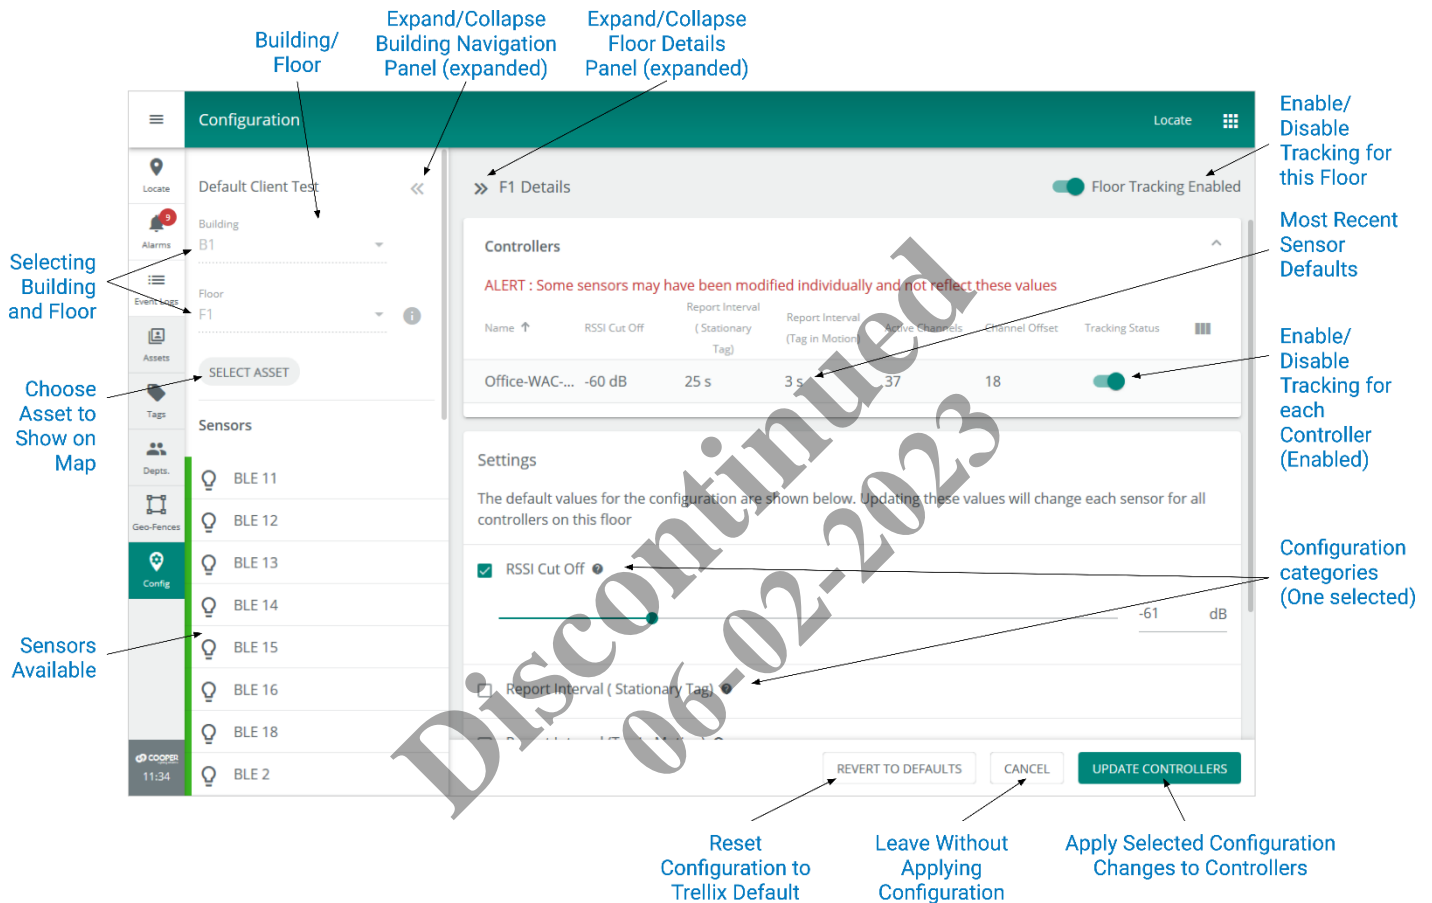 Building/
Floor
Expand/Collapse
Building Navigation
Panel (expanded)
Expand/Collapse
Floor Details
Panel (expanded)
Enable/
Disable
Tracking for
this Floor
Most Recent
Sensor
Defaults
Enable/
Disable
Tracking for
each
Controller
(Enabled)
Configuration
categories
(One selected)
Selecting
Building
and Floor
Choose
Asset to
Show on
Map
Sensors
Available
Configuration
Locate
Locate
9
Alarms
Event Logs
Assets
Tags
Depts.
Geo-Fences
Config
COOPER
11:34
Default Client Test
Building
B1
Floor
F1
SELECT ASSET
Sensors
BLE 11
BLE 12
BLE 13
BLE 14
BLE 15
BLE 16
BLE 18
BLE 2
F1 Details
Floor Tracking Enabled
Controllers
ALERT : Some sensors may have been modified individually and not reflect these values
Name RSSI Cut Off Report Interval ( Stationary Tag) Report Interval (Tag in Motion) Active Channels Channel Offset Tracking Status
Office-WAC-... -60 dB 25 s 3 s 37 18
Settings
The default values for the configuration are shown below. Updating these values will change each sensor for all
controllers on this floor
RSSI Cut Off
-61 dB
Report Interval ( Stationary Tag)
REVERT TO DEFAULTS
CANCEL
UPDATE CONTROLLERS
Reset
Configuration to
Trellix Default
Leave Without
Applying
Configuration
Apply Selected Configuration
Changes to Controllers
Discontinued
06-02-2023